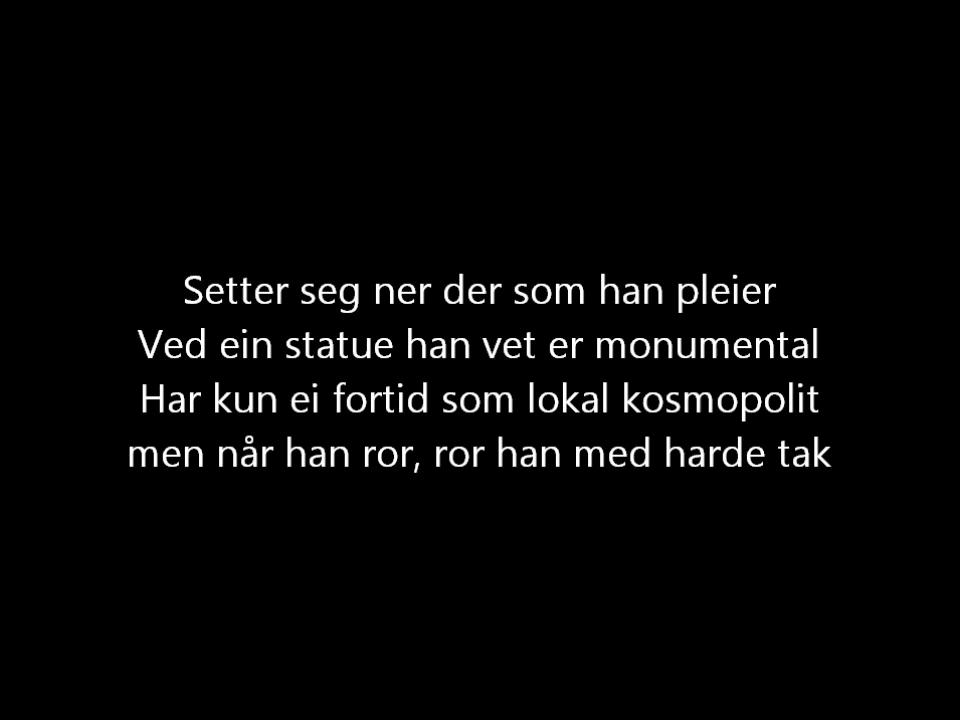 Setter seg ner der som han pleier
Ved ein statue han vet er monumental
Har kun ei fortid som lokal kosmopolit
men når han ror, ror han med harde tak